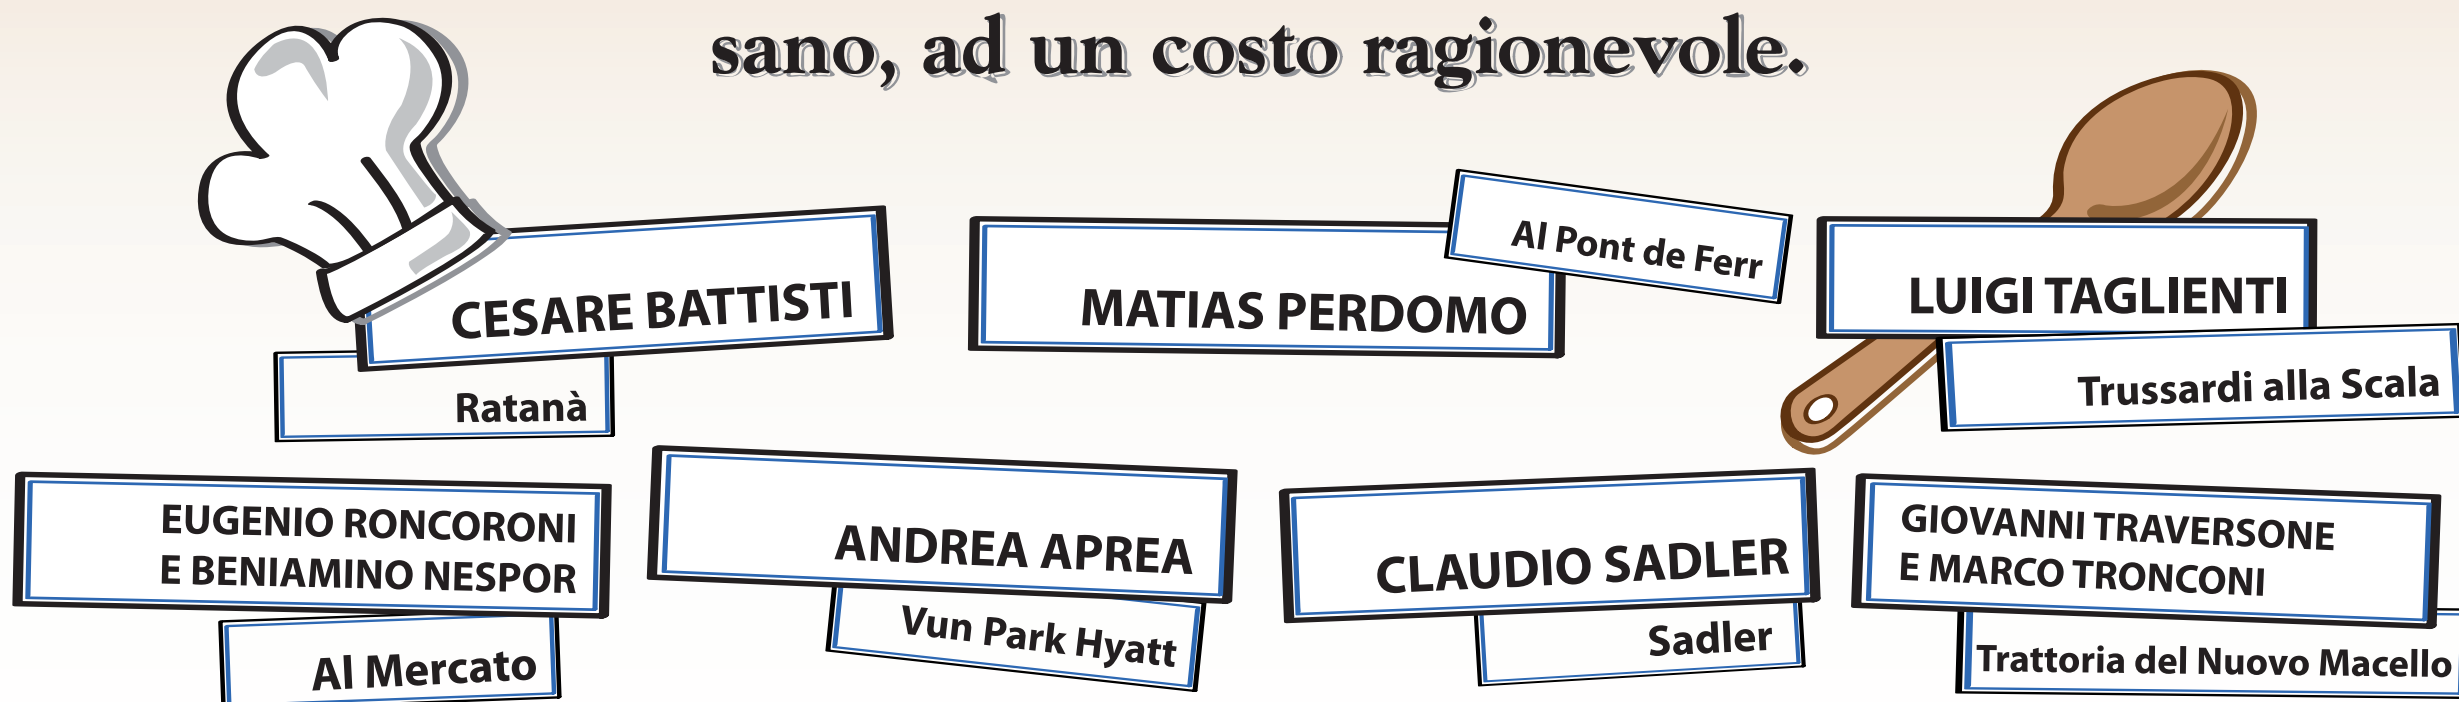 sano, ad un costo ragionevole.
CESARE BATTISTI
Ratanà
MATIAS PERDOMO
Al Pont de Ferr
LUIGI TAGLIENTI
Trussardi alla Scala
EUGENIO RONCORONI
E BENIAMINO NESPOR
Al Mercato
ANDREA APREA
Vun Park Hyatt
CLAUDIO SADLER
Sadler
GIOVANNI TRAVERSONE
E MARCO TRONCONI
Trattoria del Nuovo Macello